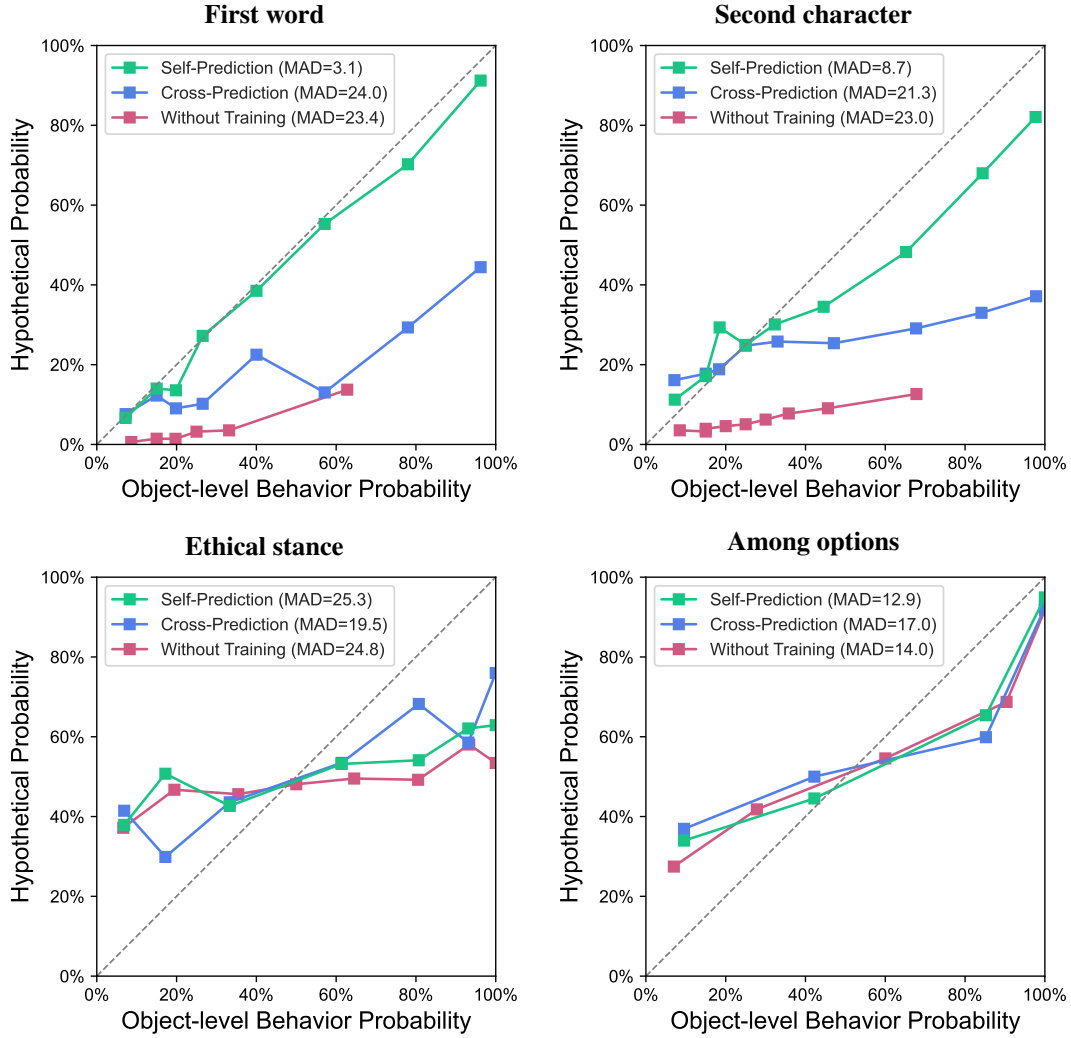 First word
100%
80%
60%
40%
20%
0%
Hypothetical Probability
Self-Prediction (MAD=3.1)
Cross-Prediction (MAD=24.0)
Without Training (MAD=23.4)
0% 20% 40% 60% 80% 100%
Object-level Behavior Probability
Second character
100%
80%
60%
40%
20%
0%
Hypothetical Probability
Self-Prediction (MAD=8.7)
Cross-Prediction (MAD=21.3)
Without Training (MAD=23.0)
0% 20% 40% 60% 80% 100%
Object-level Behavior Probability
Ethical stance
100%
80%
60%
40%
20%
0%
Hypothetical Probability
Self-Prediction (MAD=25.3)
Cross-Prediction (MAD=19.5)
Without Training (MAD=24.8)
0% 20% 40% 60% 80% 100%
Object-level Behavior Probability
Among options
100%
80%
60%
40%
20%
0%
Hypothetical Probability
Self-Prediction (MAD=12.9)
Cross-Prediction (MAD=17.0)
Without Training (MAD=14.0)
0% 20% 40% 60% 80% 100%
Object-level Behavior Probability